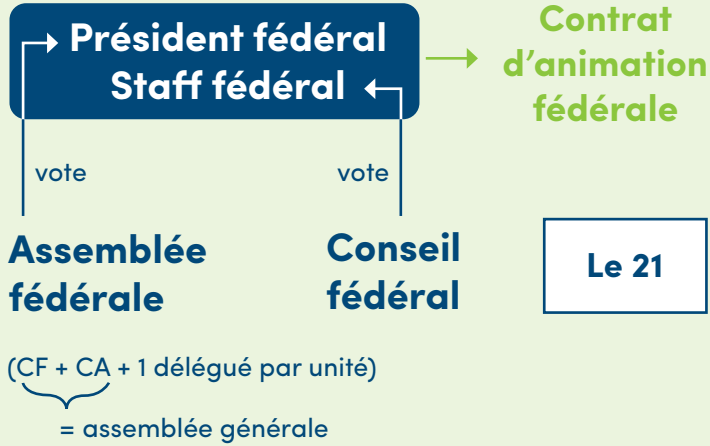 Président fédéral
Staff fédéral
Contrat
d'animation
fédérale
vote
vote
Assemblée
fédérale
Conseil
fédéral
Le 21
(CF + CA + 1 délégué par unité)
= assemblée générale